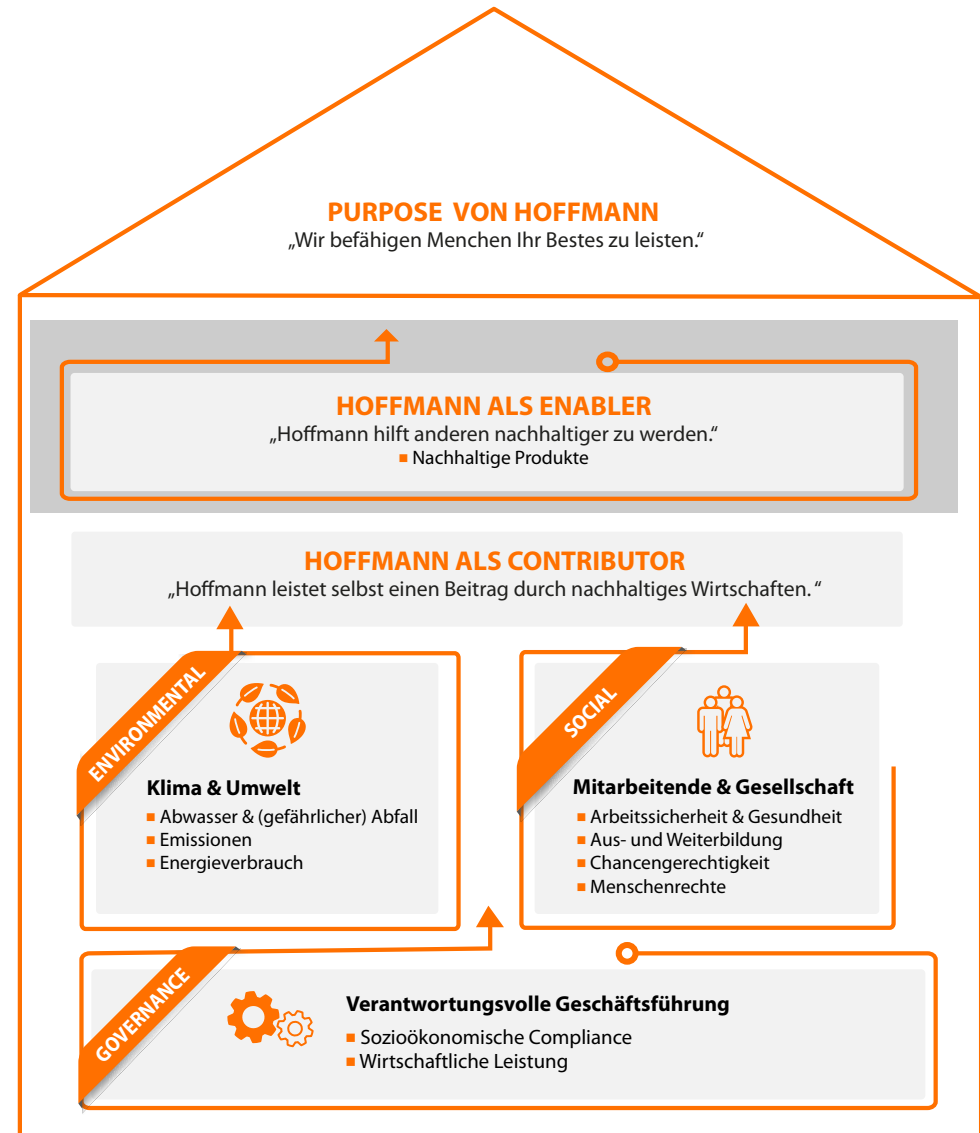 PURPOSE VON HOFFMANN
„Wir befähigen Menchen Ihr Bestes zu leisten.“
HOFFMANN ALS ENABLER
„Hoffmann hilft anderen nachhaltiger zu werden.“
▪ Nachhaltige Produkte
HOFFMANN ALS CONTRIBUTOR
„Hoffmann leistet selbst einen Beitrag durch nachhaltiges Wirtschaften. “
ENVIRONMENTAL
Klima & Umwelt
▪ Abwasser & (gefährlicher) Abfall
▪ Emissionen
▪ Energieverbrauch
SOCIAL
Mitarbeitende & Gesellschaft
▪ Arbeitssicherheit & Gesundheit
▪ Aus- und Weiterbildung
▪ Chancengerechtigkeit
▪ Menschenrechte
GOVERNANCE
Verantwortungsvolle Geschäftsführung
▪ Sozioökonomische Compliance
▪ Wirtschaftliche Leistung